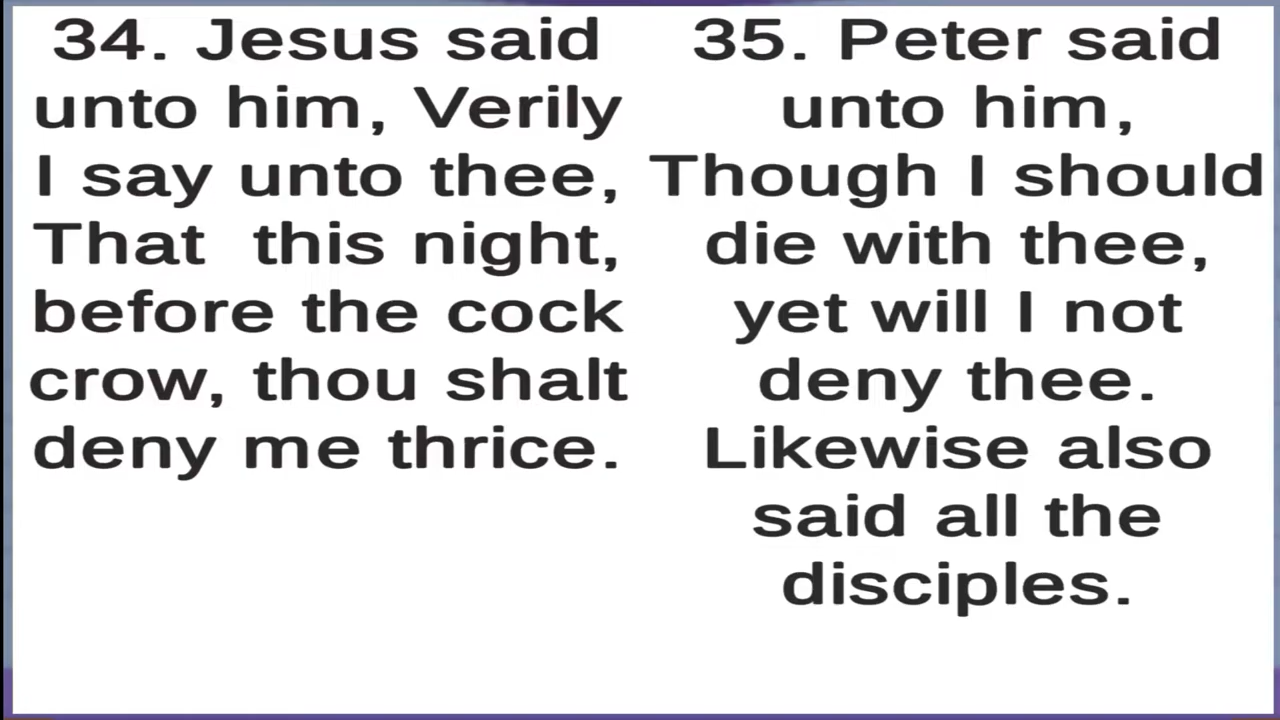 34. Jesus said
unto him, Verily
I say unto thee,
That  this night,
before the cock
crow, thou shalt
deny me thrice.
35. Peter said
unto him,
Though I should
die with thee,
yet will I not
deny thee.
Likewise also
said all the
disciples.